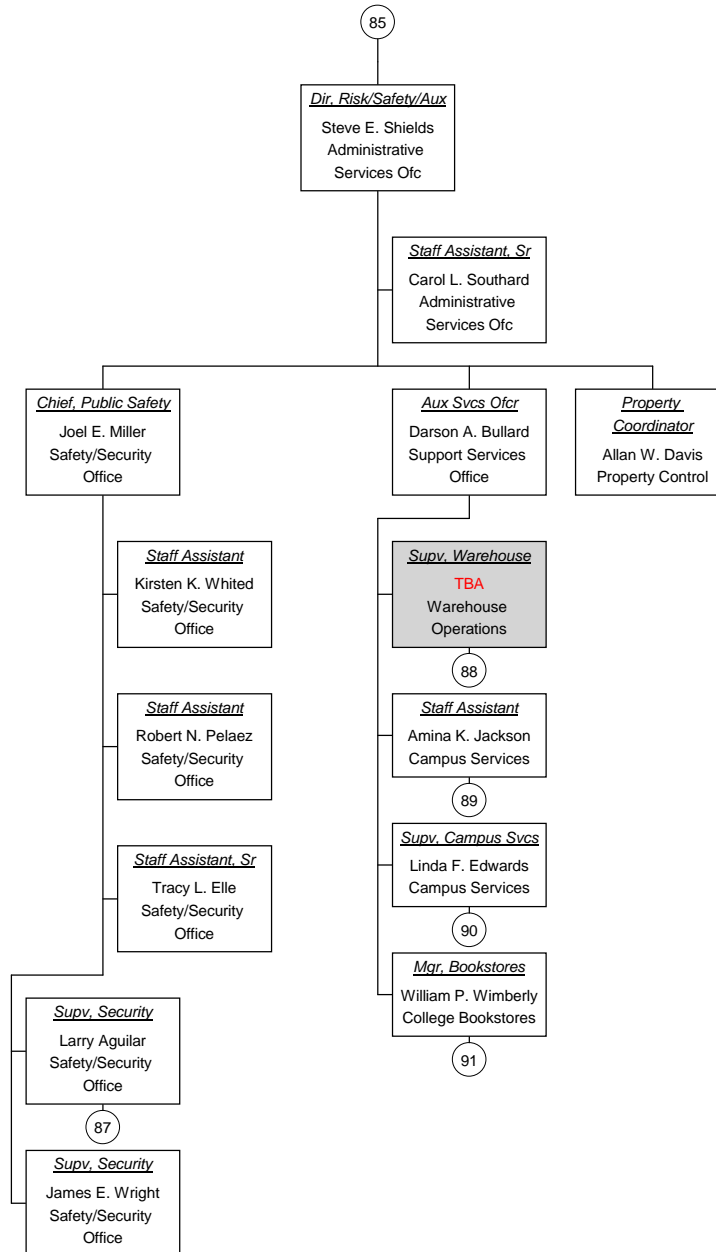 85
Dir, Risk/Safety/Aux
Steve E. Shields
Administrative
Services Ofc
Staff Assistant, Sr
Carol L. Southard
Administrative
Services Ofc
Chief, Public Safety
Joel E. Miller
Safety/Security
Office
Aux Svcs Ofcr
Darson A. Bullard
Support Services
Office
Property
Coordinator
Allan W. Davis
Property Control
Staff Assistant
Kirsten K. Whited
Safety/Security
Office
Staff Assistant
Robert N. Pelaez
Safety/Security
Office
Staff Assistant, Sr
Tracy L. Elle
Safety/Security
Office
Supv, Security
Larry Aguilar
Safety/Security
Office
87
Supv, Security
James E. Wright
Safety/Security
Office
Supv, Warehouse
TBA
Warehouse
Operations
88
Staff Assistant
Amina K. Jackson
Campus Services
89
Supv, Campus Svcs
Linda F. Edwards
Campus Services
90
Mgr, Bookstores
William P. Wimberly
College Bookstores
91